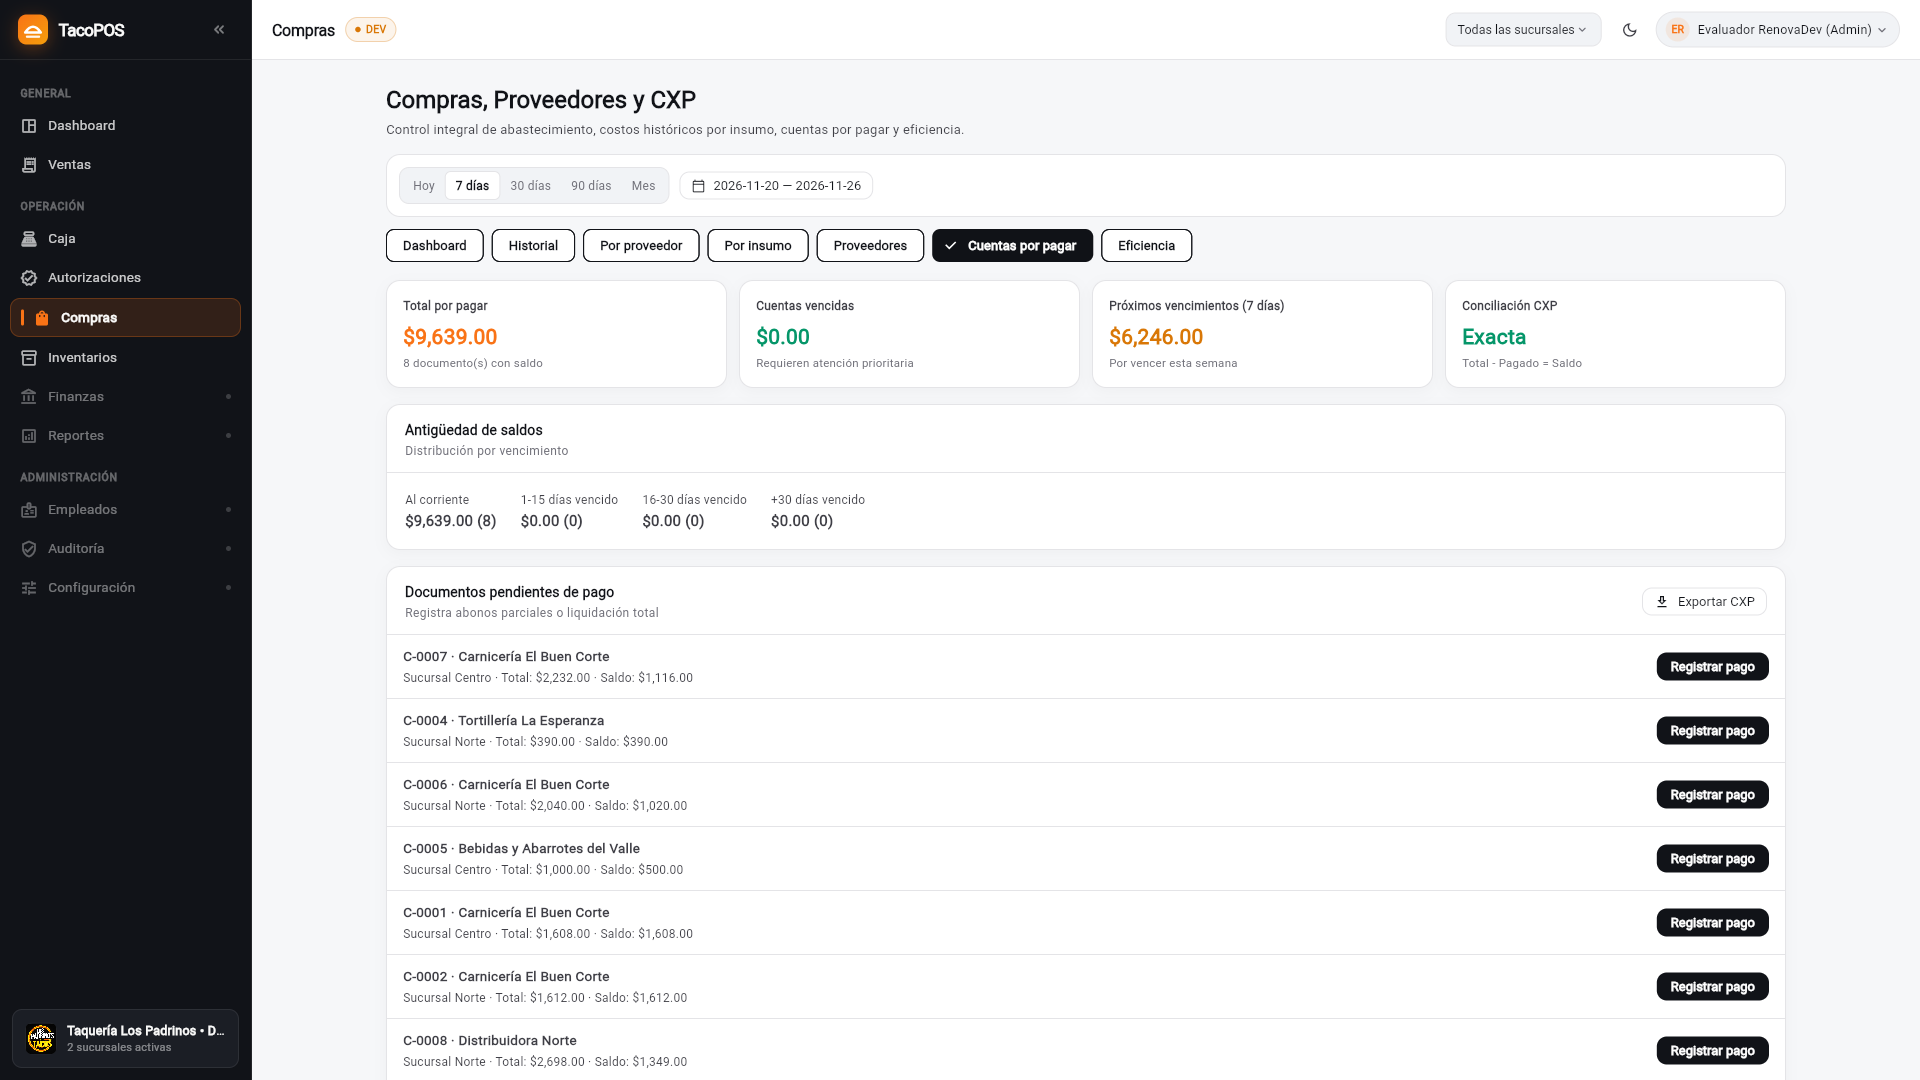 TacoPOS
GENERAL
Dashboard
Ventas
OPERACIÓN
Caja
Autorizaciones
Compras
Inventarios
Finanzas
Reportes
ADMINISTRACIÓN
Empleados
Auditoría
Configuración
Taquería Los Padrinos • D...
2 sucursales activas
Compras
DEV
Todas las sucursales
ER Evaluador RenovaDev (Admin)
Compras, Proveedores y CXP
Control integral de abastecimiento, costos históricos por insumo, cuentas por pagar y eficiencia.
Hoy 7 días 30 días 90 días Mes 2026-11-20 — 2026-11-26
Dashboard Historial Por proveedor Por insumo Proveedores Cuentas por pagar Eficiencia
Total por pagar
$9,639.00
8 documento(s) con saldo
Cuentas vencidas
$0.00
Requieren atención prioritaria
Próximos vencimientos (7 días)
$6,246.00
Por vencer esta semana
Conciliación CXP
Exacta
Total - Pagado = Saldo
Antigüedad de saldos
Distribución por vencimiento
Al corriente
$9,639.00 (8)
1-15 días vencido
$0.00 (0)
16-30 días vencido
$0.00 (0)
+30 días vencido
$0.00 (0)
Documentos pendientes de pago
Registra abonos parciales o liquidación total
Exportar CXP
C-0007 · Carnicería El Buen Corte
Sucursal Centro · Total: $2,232.00 · Saldo: $1,116.00
Registrar pago
C-0004 · Tortillería La Esperanza
Sucursal Norte · Total: $390.00 · Saldo: $390.00
Registrar pago
C-0006 · Carnicería El Buen Corte
Sucursal Norte · Total: $2,040.00 · Saldo: $1,020.00
Registrar pago
C-0005 · Bebidas y Abarrotes del Valle
Sucursal Centro · Total: $1,000.00 · Saldo: $500.00
Registrar pago
C-0001 · Carnicería El Buen Corte
Sucursal Centro · Total: $1,608.00 · Saldo: $1,608.00
Registrar pago
C-0002 · Carnicería El Buen Corte
Sucursal Norte · Total: $1,612.00 · Saldo: $1,612.00
Registrar pago
C-0008 · Distribuidora Norte
Sucursal Norte · Total: $2,698.00 · Saldo: $1,349.00
Registrar pago